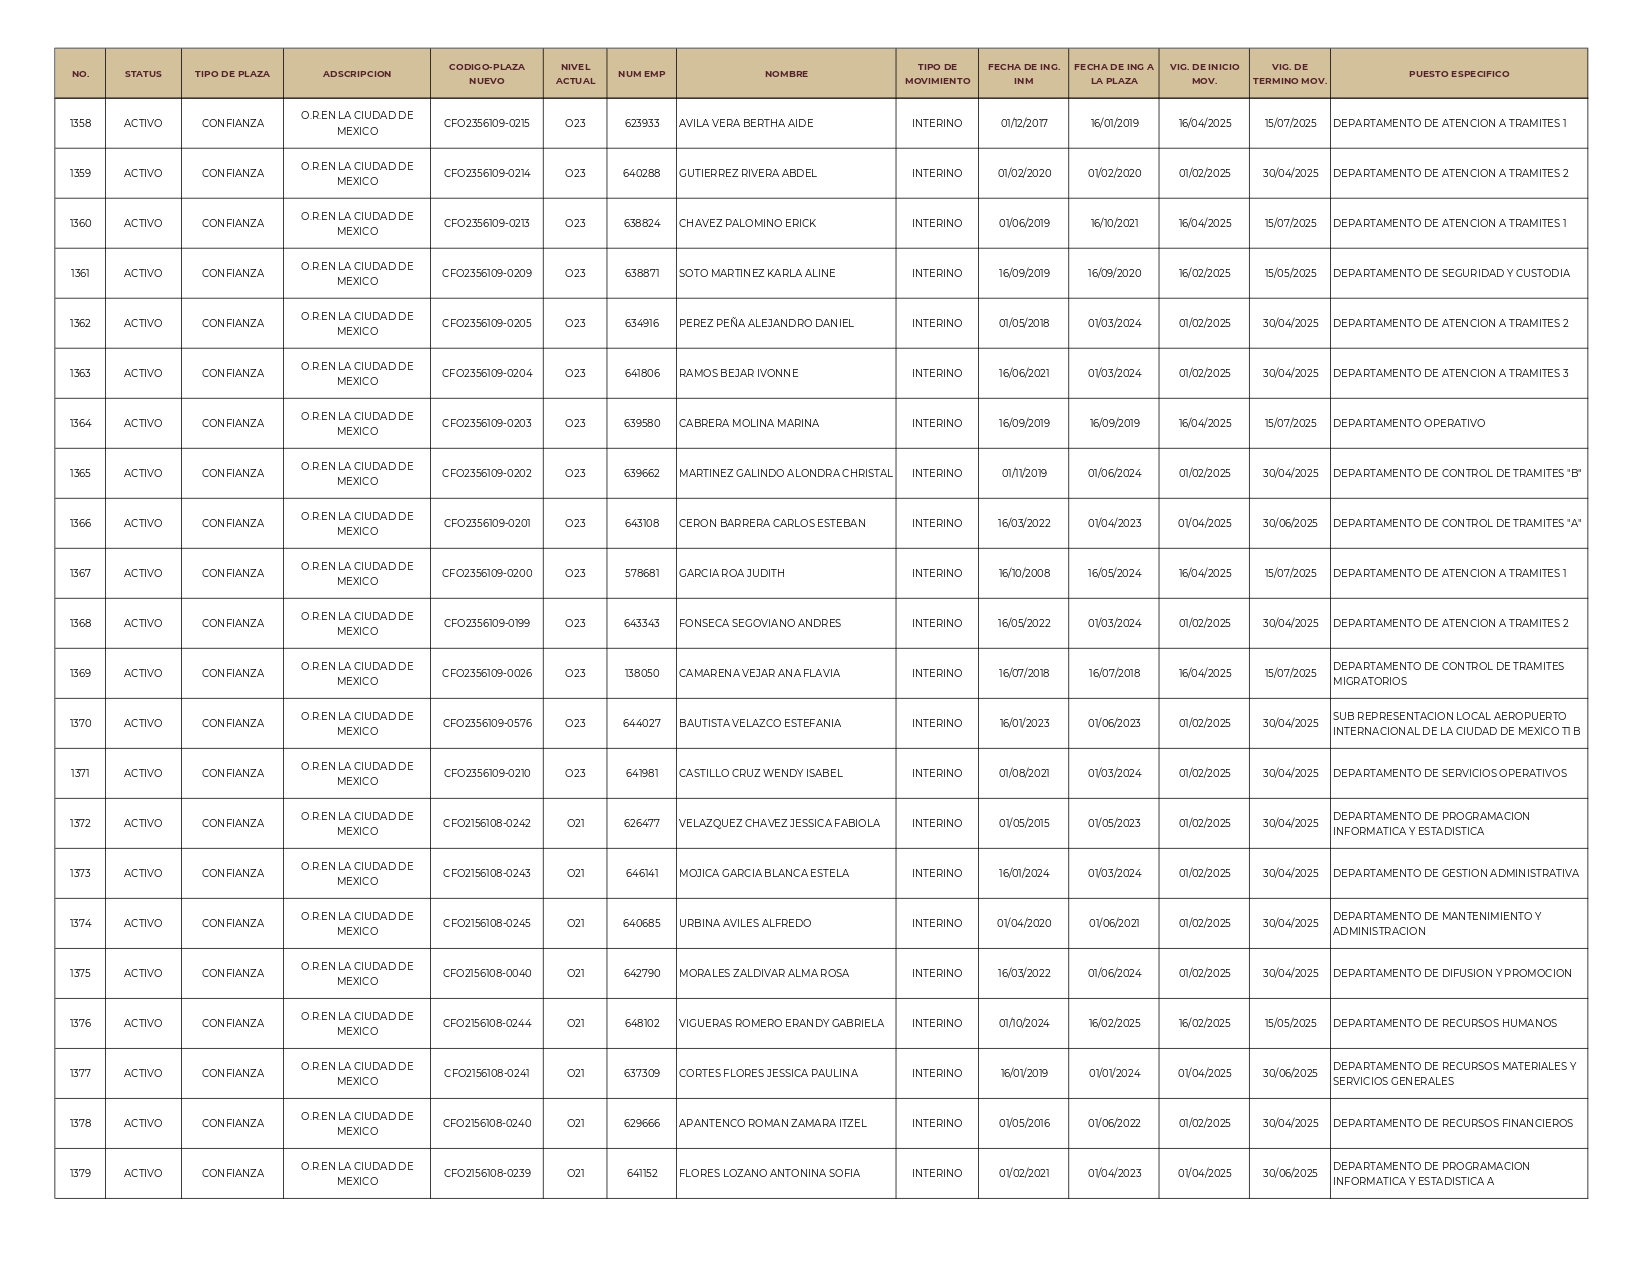 NO. STATUS TIPO DE PLAZA ADSCRIPCION CODIGO-PLAZA NUEVO NIVEL ACTUAL NUM EMP NOMBRE TIPO DE MOVIMIENTO FECHA DE ING. INM FECHA DE ING A LA PLAZA VIG. DE INICIO MOV. VIG. DE TERMINO MOV. PUESTO ESPECIFICO
1358 ACTIVO CONFIANZA O.R.EN LA CIUDAD DE MEXICO CFO2356109-0215 O23 623933 AVILA VERA BERTHA AIDE INTERINO 01/12/2017 16/01/2019 16/04/2025 15/07/2025 DEPARTAMENTO DE ATENCION A TRAMITES 1
1359 ACTIVO CONFIANZA O.R.EN LA CIUDAD DE MEXICO CFO2356109-0214 O23 640288 GUTIERREZ RIVERA ABDEL INTERINO 01/02/2020 01/02/2020 01/02/2025 30/04/2025 DEPARTAMENTO DE ATENCION A TRAMITES 2
1360 ACTIVO CONFIANZA O.R.EN LA CIUDAD DE MEXICO CFO2356109-0213 O23 638824 CHAVEZ PALOMINO ERICK INTERINO 01/06/2019 16/10/2021 16/04/2025 15/07/2025 DEPARTAMENTO DE ATENCION A TRAMITES 1
1361 ACTIVO CONFIANZA O.R.EN LA CIUDAD DE MEXICO CFO2356109-0209 O23 638871 SOTO MARTINEZ KARLA ALINE INTERINO 16/09/2019 16/09/2020 16/02/2025 15/05/2025 DEPARTAMENTO DE SEGURIDAD Y CUSTODIA
1362 ACTIVO CONFIANZA O.R.EN LA CIUDAD DE MEXICO CFO2356109-0205 O23 634916 PEREZ PEÑA ALEJANDRO DANIEL INTERINO 01/05/2018 01/03/2024 01/02/2025 30/04/2025 DEPARTAMENTO DE ATENCION A TRAMITES 2
1363 ACTIVO CONFIANZA O.R.EN LA CIUDAD DE MEXICO CFO2356109-0204 O23 641806 RAMOS BEJAR IVONNE INTERINO 16/06/2021 01/03/2024 01/02/2025 30/04/2025 DEPARTAMENTO DE ATENCION A TRAMITES 3
1364 ACTIVO CONFIANZA O.R.EN LA CIUDAD DE MEXICO CFO2356109-0203 O23 639580 CABRERA MOLINA MARINA INTERINO 16/09/2019 16/09/2019 16/04/2025 15/07/2025 DEPARTAMENTO OPERATIVO
1365 ACTIVO CONFIANZA O.R.EN LA CIUDAD DE MEXICO CFO2356109-0202 O23 639662 MARTINEZ GALINDO ALONDRA CHRISTAL INTERINO 01/11/2019 01/06/2024 01/02/2025 30/04/2025 DEPARTAMENTO DE CONTROL DE TRAMITES "B"
1366 ACTIVO CONFIANZA O.R.EN LA CIUDAD DE MEXICO CFO2356109-0201 O23 643108 CERON BARRERA CARLOS ESTEBAN INTERINO 16/03/2022 01/04/2023 01/04/2025 30/06/2025 DEPARTAMENTO DE CONTROL DE TRAMITES "A"
1367 ACTIVO CONFIANZA O.R.EN LA CIUDAD DE MEXICO CFO2356109-0200 O23 578681 GARCIA ROA JUDITH INTERINO 16/10/2008 16/05/2024 16/04/2025 15/07/2025 DEPARTAMENTO DE ATENCION A TRAMITES 1
1368 ACTIVO CONFIANZA O.R.EN LA CIUDAD DE MEXICO CFO2356109-0199 O23 643343 FONSECA SEGOVIANO ANDRES INTERINO 16/05/2022 01/03/2024 01/02/2025 30/04/2025 DEPARTAMENTO DE ATENCION A TRAMITES 2
1369 ACTIVO CONFIANZA O.R.EN LA CIUDAD DE MEXICO CFO2356109-0026 O23 138050 CAMARENA VEJAR ANA FLAVIA INTERINO 16/07/2018 16/07/2018 16/04/2025 15/07/2025 DEPARTAMENTO DE CONTROL DE TRAMITES MIGRATORIOS
1370 ACTIVO CONFIANZA O.R.EN LA CIUDAD DE MEXICO CFO2356109-0576 O23 644027 BAUTISTA VELAZCO ESTEFANIA INTERINO 16/01/2023 01/06/2023 01/02/2025 30/04/2025 SUB REPRESENTACION LOCAL AEROPUERTO INTERNACIONAL DE LA CIUDAD DE MEXICO T1 B
1371 ACTIVO CONFIANZA O.R.EN LA CIUDAD DE MEXICO CFO2356109-0210 O23 641981 CASTILLO CRUZ WENDY ISABEL INTERINO 01/08/2021 01/03/2024 01/02/2025 30/04/2025 DEPARTAMENTO DE SERVICIOS OPERATIVOS
1372 ACTIVO CONFIANZA O.R.EN LA CIUDAD DE MEXICO CFO2156108-0242 O21 626477 VELAZQUEZ CHAVEZ JESSICA FABIOLA INTERINO 01/05/2015 01/05/2023 01/02/2025 30/04/2025 DEPARTAMENTO DE PROGRAMACION INFORMATICA Y ESTADISTICA
1373 ACTIVO CONFIANZA O.R.EN LA CIUDAD DE MEXICO CFO2156108-0243 O21 646141 MOJICA GARCIA BLANCA ESTELA INTERINO 16/01/2024 01/03/2024 01/02/2025 30/04/2025 DEPARTAMENTO DE GESTION ADMINISTRATIVA
1374 ACTIVO CONFIANZA O.R.EN LA CIUDAD DE MEXICO CFO2156108-0245 O21 640685 URBINA AVILES ALFREDO INTERINO 01/04/2020 01/06/2021 01/02/2025 30/04/2025 DEPARTAMENTO DE MANTENIMIENTO Y ADMINISTRACION
1375 ACTIVO CONFIANZA O.R.EN LA CIUDAD DE MEXICO CFO2156108-0040 O21 642790 MORALES ZALDIVAR ALMA ROSA INTERINO 16/03/2022 01/06/2024 01/02/2025 30/04/2025 DEPARTAMENTO DE DIFUSION Y PROMOCION
1376 ACTIVO CONFIANZA O.R.EN LA CIUDAD DE MEXICO CFO2156108-0244 O21 648102 VIGUERAS ROMERO ERANDY GABRIELA INTERINO 01/10/2024 16/02/2025 16/02/2025 15/05/2025 DEPARTAMENTO DE RECURSOS HUMANOS
1377 ACTIVO CONFIANZA O.R.EN LA CIUDAD DE MEXICO CFO2156108-0241 O21 637309 CORTES FLORES JESSICA PAULINA INTERINO 16/01/2019 01/01/2024 01/04/2025 30/06/2025 DEPARTAMENTO DE RECURSOS MATERIALES Y SERVICIOS GENERALES
1378 ACTIVO CONFIANZA O.R.EN LA CIUDAD DE MEXICO CFO2156108-0240 O21 629666 APANTENCO ROMAN ZAMARA ITZEL INTERINO 01/05/2016 01/06/2022 01/02/2025 30/04/2025 DEPARTAMENTO DE RECURSOS FINANCIEROS
1379 ACTIVO CONFIANZA O.R.EN LA CIUDAD DE MEXICO CFO2156108-0239 O21 641152 FLORES LOZANO ANTONINA SOFIA INTERINO 01/02/2021 01/04/2023 01/04/2025 30/06/2025 DEPARTAMENTO DE PROGRAMACION INFORMATICA Y ESTADISTICA A